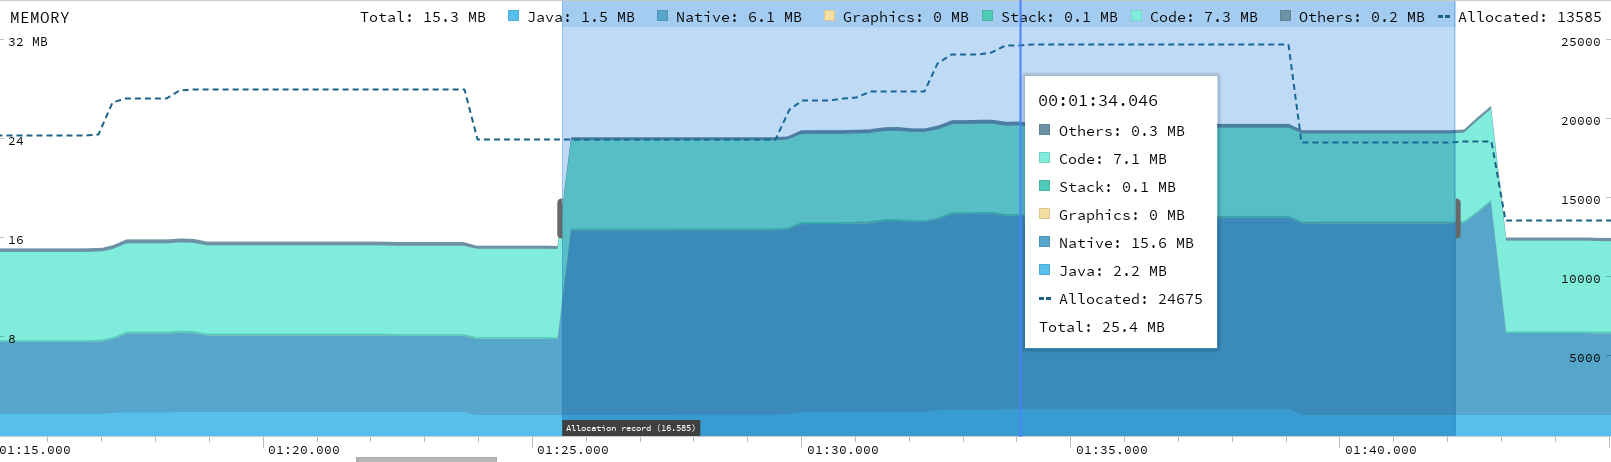 MEMORY Total: 15.3 MB Java: 1.5 MB Native: 6.1 MB Graphics: 0 MB Stack: 0.1 MB Code: 7.3 MB Others: 0.2 MB Allocated: 13585
32 MB 25000
00:01:34.046
24 20000
Others: 0.3 MB
Code: 7.1 MB
Stack: 0.1 MB
15000
Graphics: 0 MB
16
Native: 15.6 MB
Java: 2.2 MB
10000
Allocated: 24675
Total: 25.4 MB
8
5000
Allocation record (16.585)
01:15.000 01:20.000 01:25.000 01:30.000 01:35.000 01:40.000